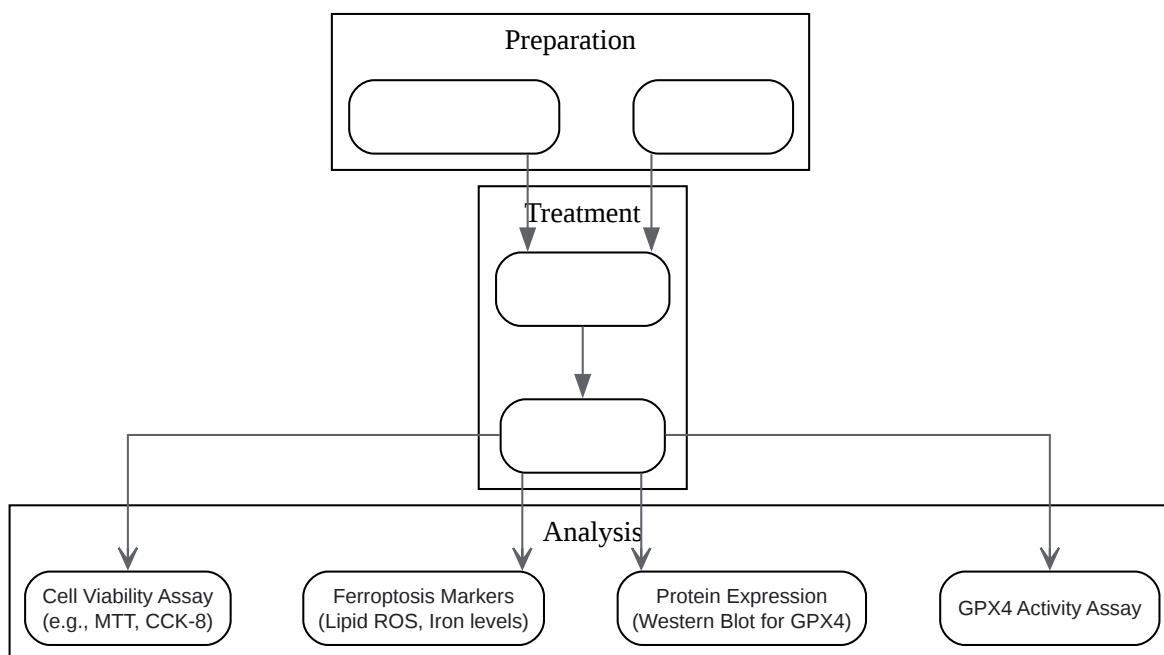 Preparation
Treatment
Analysis
Cell Viability Assay
(e.g., MTT, CCK-8)
Ferroptosis Markers
(Lipid ROS, Iron levels)
Protein Expression
(Western Blot for GPX4)
GPX4 Activity Assay